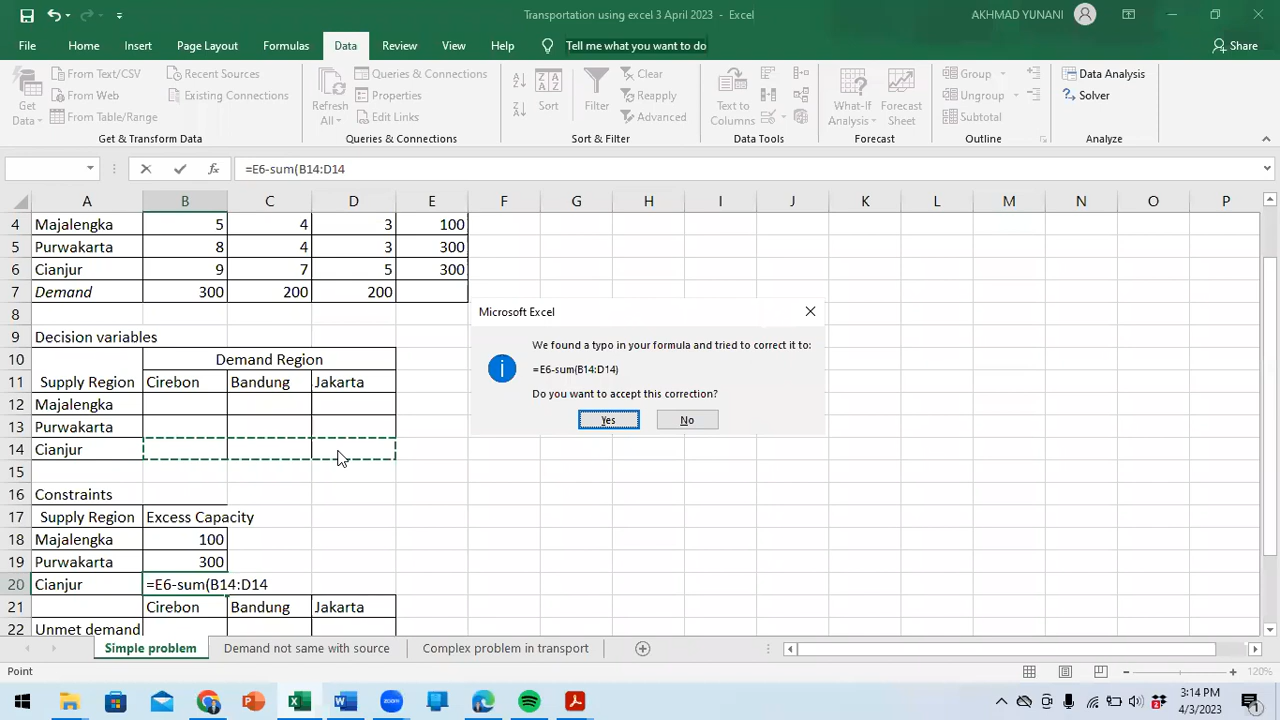 Transportation using excel 3 April 2023 - Excel
AKHMAD YUNANI
File Home Insert Page Layout Formulas Data Review View Help Tell me what you want to do Share
Get Data
From Text/CSV
From Web
From Table/Range
Recent Sources
Existing Connections
Get & Transform Data
Refresh All
Queries & Connections
Properties
Edit Links
Queries & Connections
Sort
Filter
Clear
Reapply
Advanced
Sort & Filter
Text to Columns
Data Tools
What-If Analysis
Forecast Sheet
Forecast
Group
Ungroup
Subtotal
Outline
Data Analysis
Solver
Analyze
=E6-sum(B14:D14
A B C D E F G H I J K L M N O P
4 Majalengka 5 4 3 100
5 Purwakarta 8 4 3 300
6 Cianjur 9 7 5 300
7 Demand 300 200 200
8
9 Decision variables
10 Demand Region
11 Supply Region Cirebon Bandung Jakarta
12 Majalengka
13 Purwakarta
14 Cianjur
15
16 Constraints
17 Supply Region Excess Capacity
18 Majalengka 100
19 Purwakarta 300
20 Cianjur =E6-sum(B14:D14
21 Cirebon Bandung Jakarta
22 Unmet demand
Microsoft Excel
We found a typo in your formula and tried to correct it to:
=E6-sum(B14:D14)
Do you want to accept this correction?
Yes No
Simple problem Demand not same with source Complex problem in transport
Point
120%
3:14 PM
4/3/2023
1